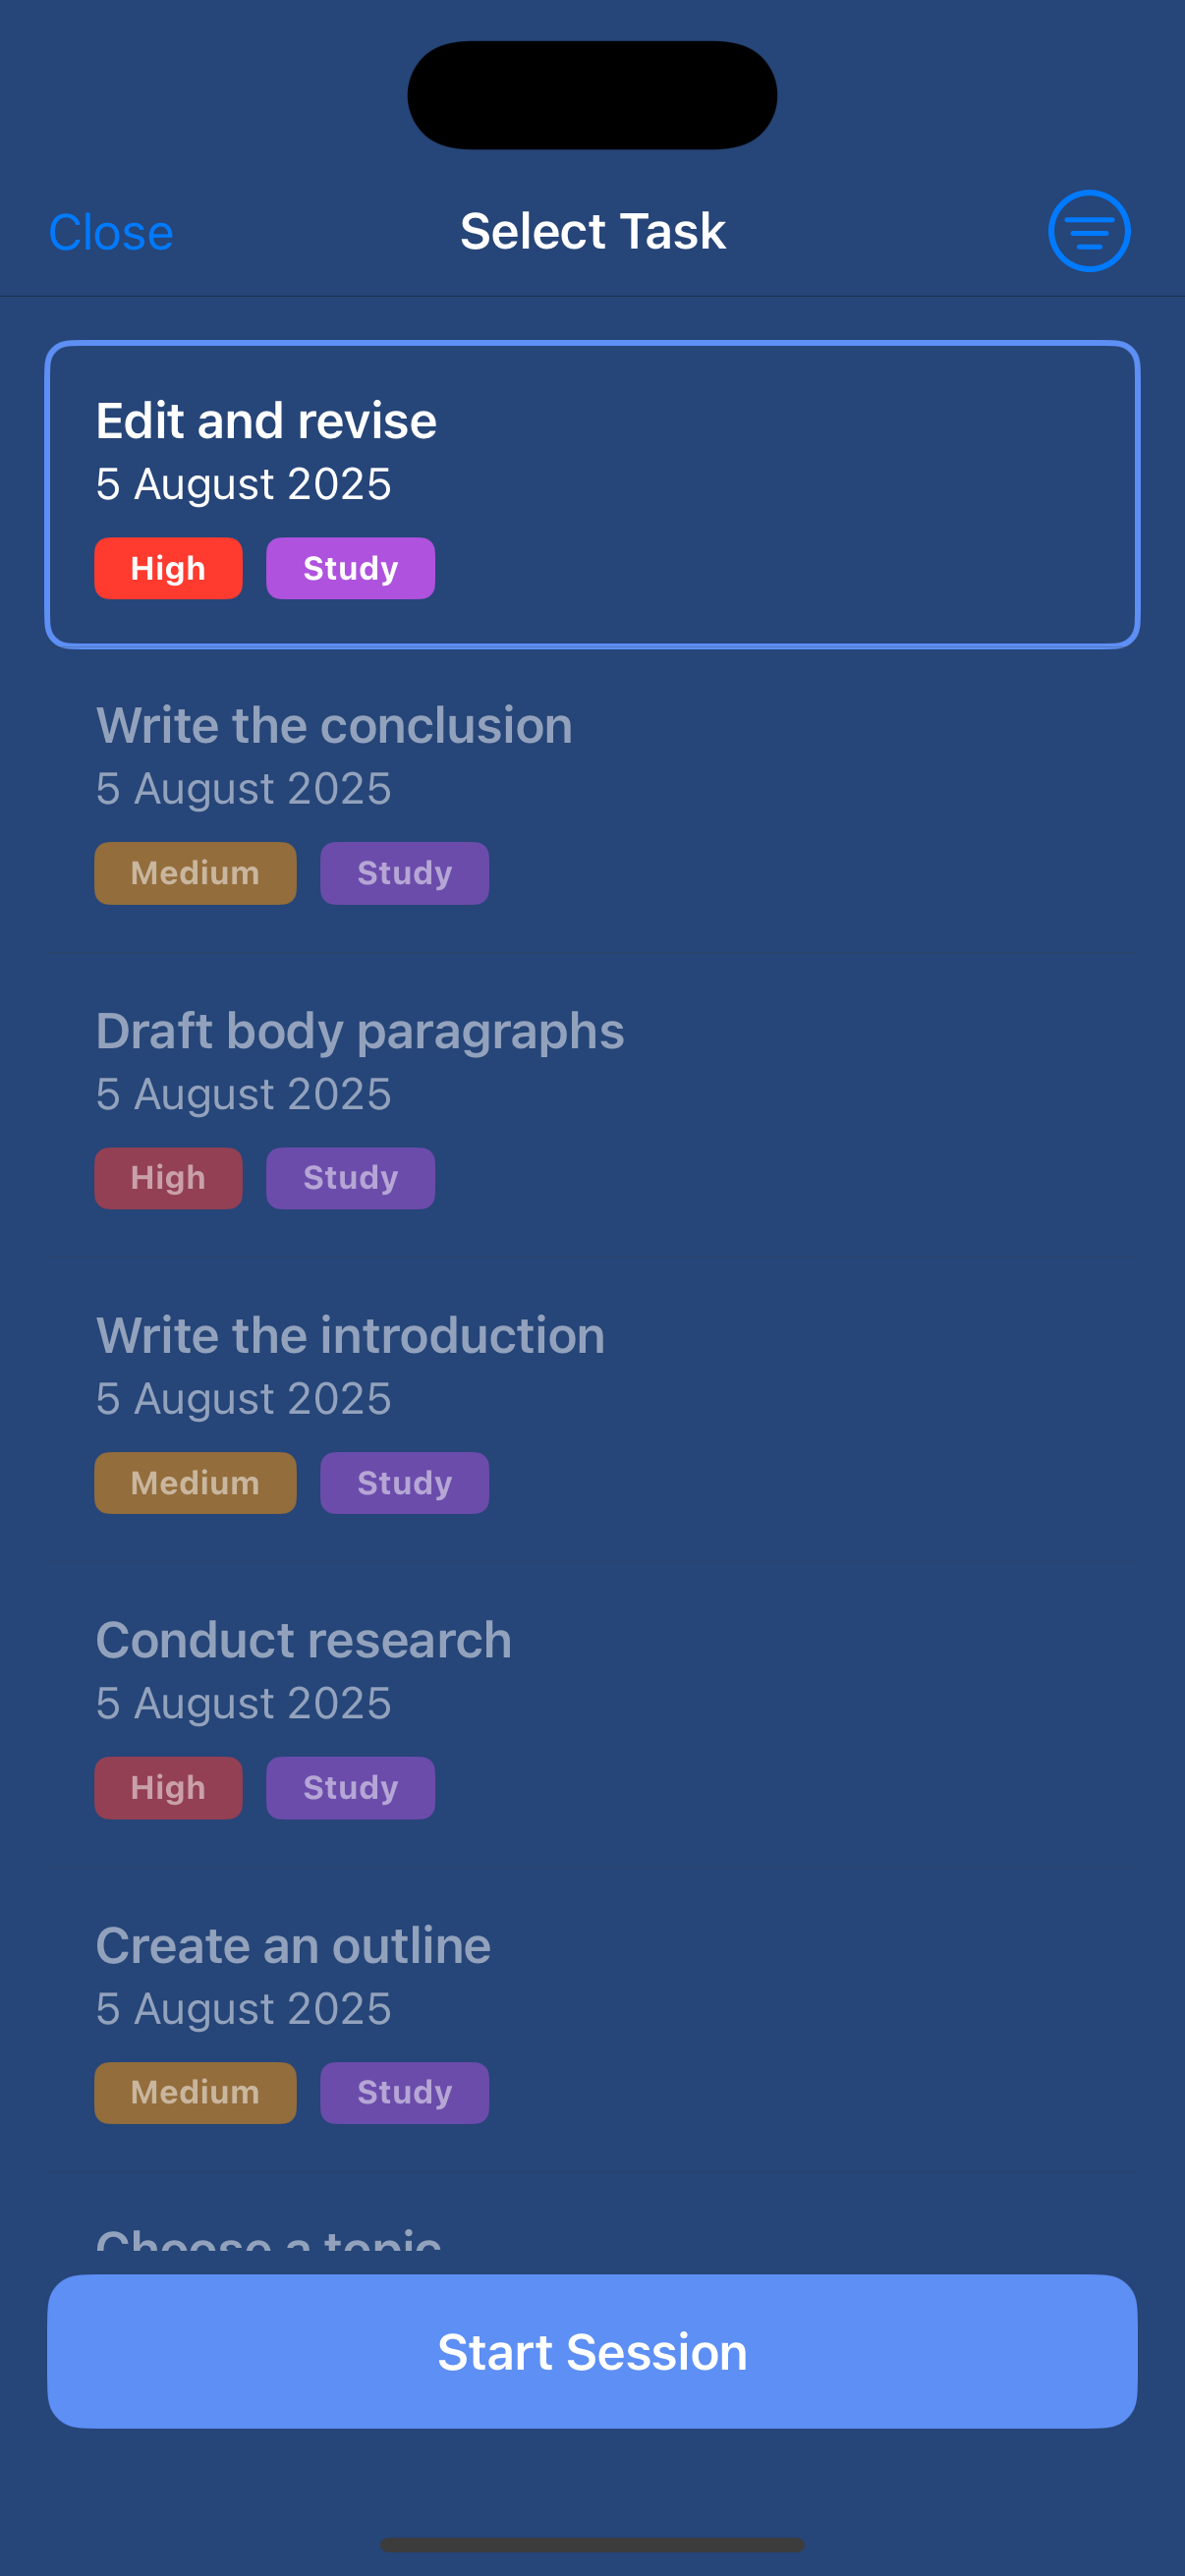 Close
Select Task
Edit and revise
5 August 2025
High Study
Write the conclusion
5 August 2025
Medium Study
Draft body paragraphs
5 August 2025
High Study
Write the introduction
5 August 2025
Medium Study
Conduct research
5 August 2025
High Study
Create an outline
5 August 2025
Medium Study
Choose a topic
Start Session